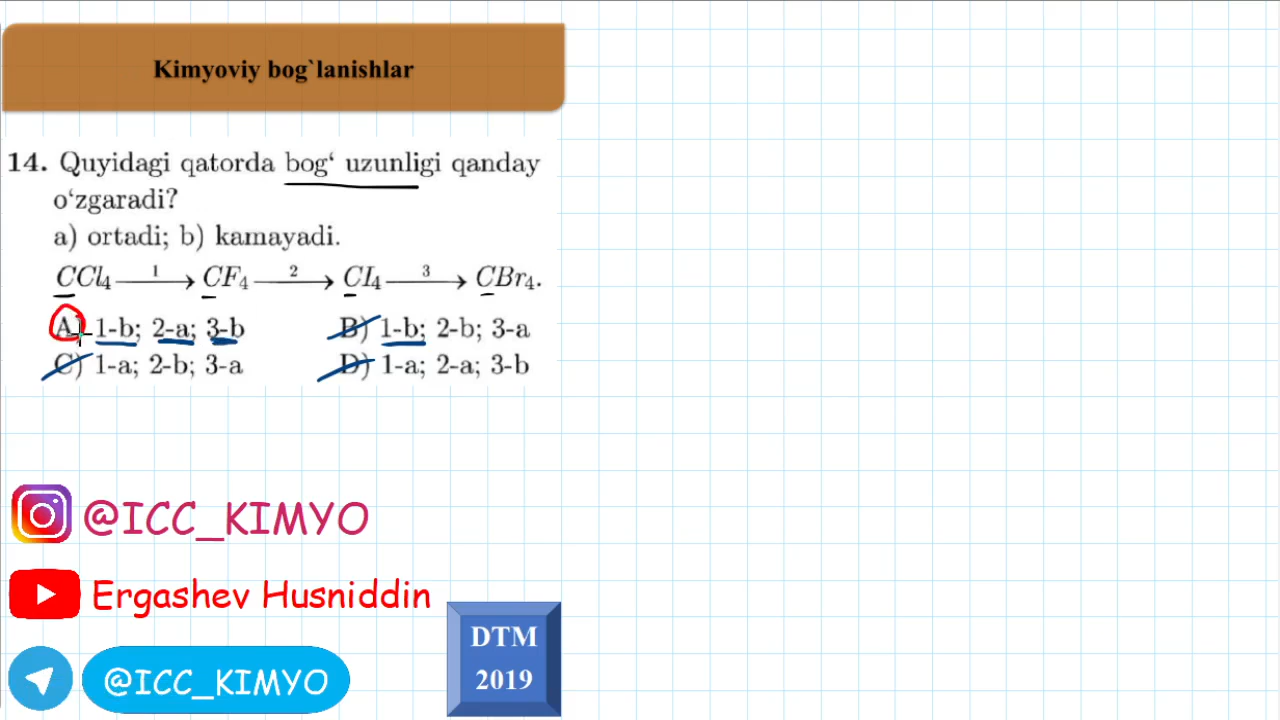 Kimyoviy bog`lanishlar
14. Quyidagi qatorda bog‘ uzunligi qanday
o‘zgaradi?
a) ortadi; b) kamayadi.
CCl₄ —1→ CF₄ —2→ CI₄ —3→ CBr₄.
A) 1-b; 2-a; 3-b B) 1-b; 2-b; 3-a
C) 1-a; 2-b; 3-a D) 1-a; 2-a; 3-b
@ICC_KIMYO
Ergashev Husniddin
DTM
2019
@ICC_KIMYO